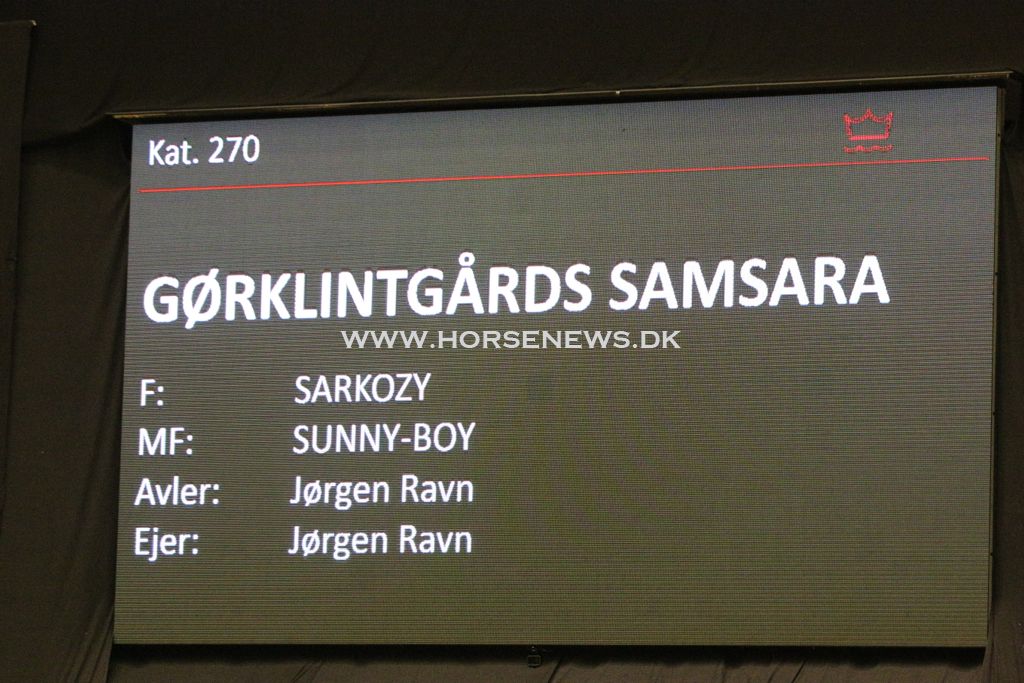 Kat. 270
GØRKLINTGÅRDS SAMSARA
WWW.HORSENEWS.DK
F: SARKOZY
MF: SUNNY-BOY
Avler: Jørgen Ravn
Ejer: Jørgen Ravn